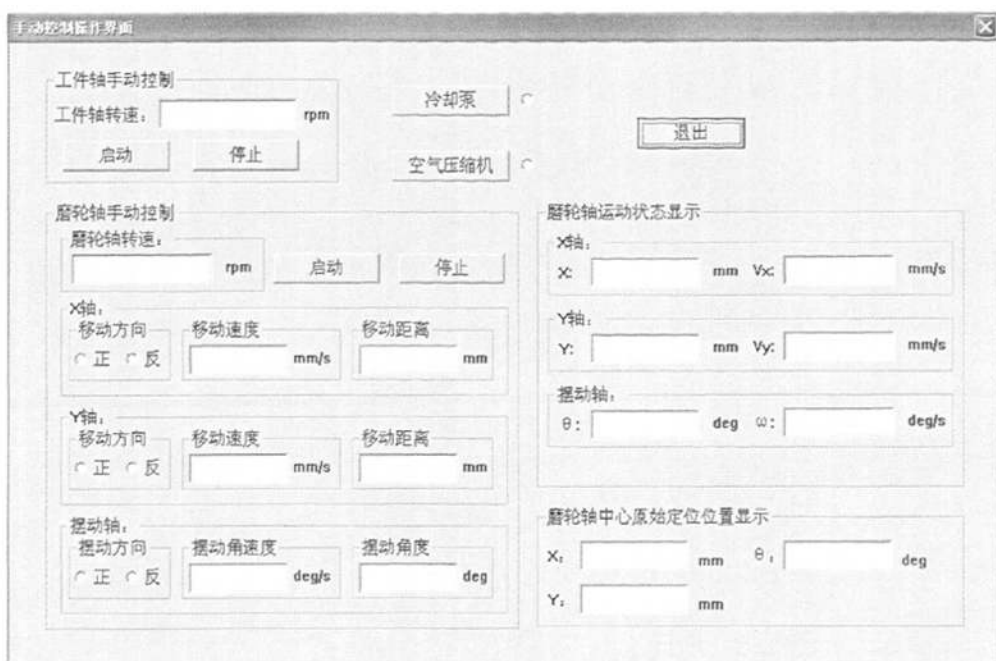 手动控制操作界面
工件轴手动控制
工件轴转速： rpm
启动 停止
冷却泵
空气压缩机
退出
磨轮轴手动控制
磨轮轴转速：
rpm 启动 停止
X轴：
移动方向 移动速度 移动距离
正 反 mm/s mm
Y轴：
移动方向 移动速度 移动距离
正 反 mm/s mm
摆动轴：
摆动方向 摆动角速度 摆动角度
正 反 deg/s deg
磨轮轴运动状态显示
X轴：
X: mm Vx: mm/s
Y轴：
Y: mm Vy: mm/s
摆动轴：
θ: deg ω: deg/s
磨轮轴中心原始定位位置显示
X: mm θ: deg
Y: mm